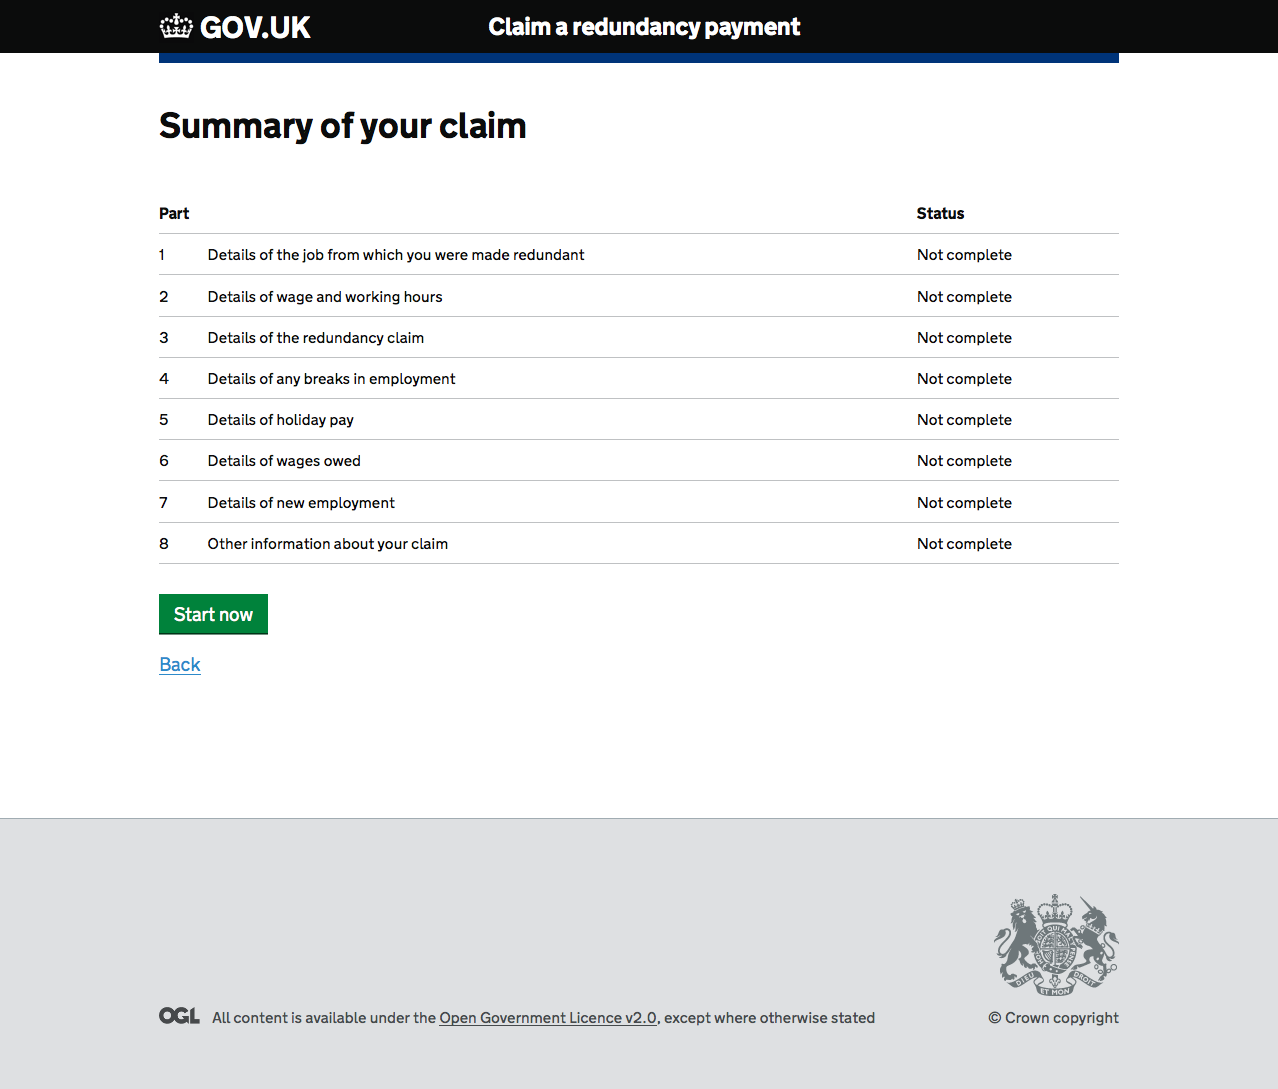 GOV.UK Claim a redundancy payment
Summary of your claim
Part Status
1 Details of the job from which you were made redundant Not complete
2 Details of wage and working hours Not complete
3 Details of the redundancy claim Not complete
4 Details of any breaks in employment Not complete
5 Details of holiday pay Not complete
6 Details of wages owed Not complete
7 Details of new employment Not complete
8 Other information about your claim Not complete
Start now
Back
DIEU ET MON DROIT
OGL All content is available under the Open Government Licence v2.0, except where otherwise stated © Crown copyright